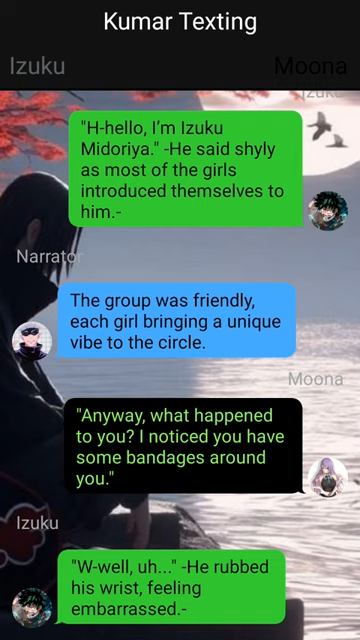 Kumar Texting
Izuku
Moona
Izuku
"H-hello, I'm Izuku
Midoriya." -He said shyly
as most of the girls
introduced themselves to
him.-
Narrator
The group was friendly,
each girl bringing a unique
vibe to the circle.
Moona
"Anyway, what happened
to you? I noticed you have
some bandages around
you."
Izuku
"W-well, uh..." -He rubbed
his wrist, feeling
embarrassed.-